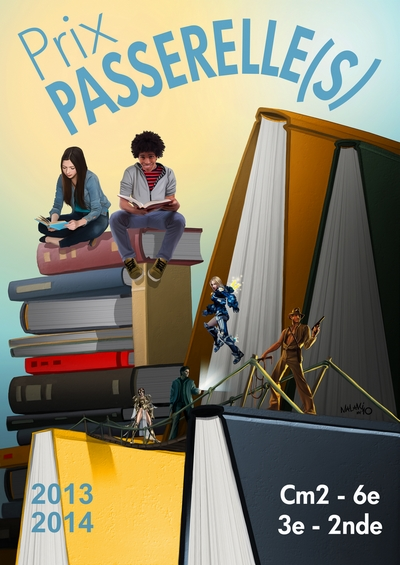 Prix
PASSERELLE(S)
2013
2014
Cm2 - 6e
3e - 2nde